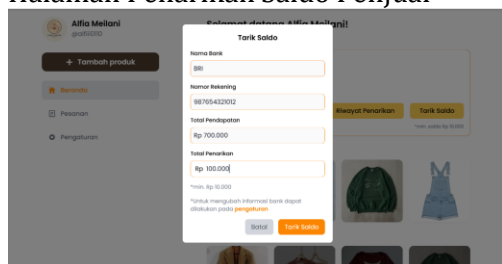 Halaman Penarikan Saldo Penjual
Alfia Meilani
Selamat datang Alfia Meilani!
+ Tambah produk
Beranda
Pesanan
Pengaturan
Riwayat Penarikan
Tarik Saldo
Tarik Saldo
Nama Bank
BRI
Nomor Rekening
987654321012
Total Pendapatan
Rp 700.000
Total Penarikan
Rp 100.000
*min. Rp.10.000
*Untuk mengubah informasi bank dapat
dilakukan pada pengaturan
Batal
Tarik Saldo